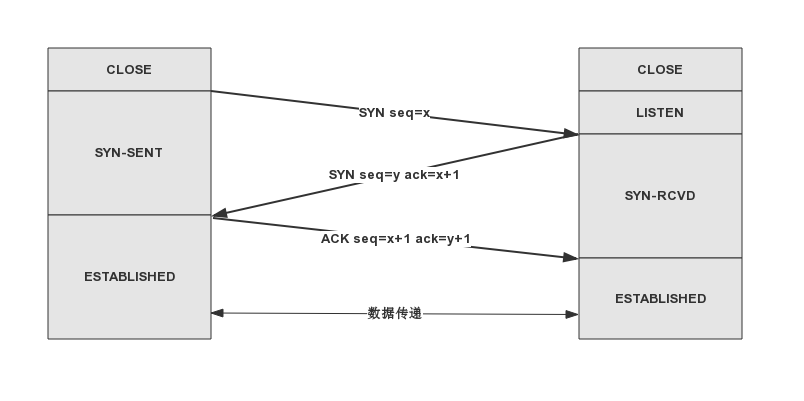 CLOSE
CLOSE
SYN seq=x
LISTEN
SYN-SENT
SYN seq=y ack=x+1
SYN-RCVD
ACK seq=x+1 ack=y+1
ESTABLISHED
ESTABLISHED
数据传递